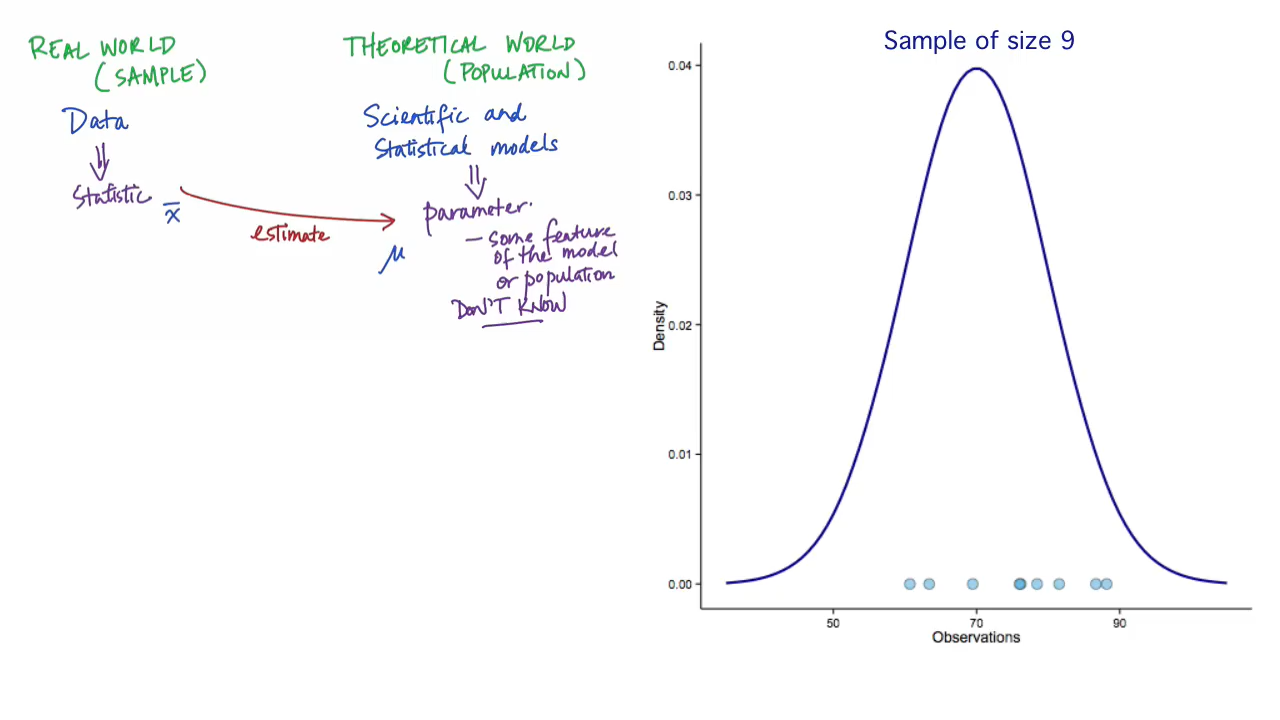 REAL WORLD
(SAMPLE)
Data
Statistic x̄
estimate
THEORETICAL WORLD
(POPULATION)
Scientific and
Statistical models
parameter.
— some feature
of the model
or population
DON'T KNOW
μ
Sample of size 9
0.04
0.03
0.02
0.01
0.00
Density
50 70 90
Observations